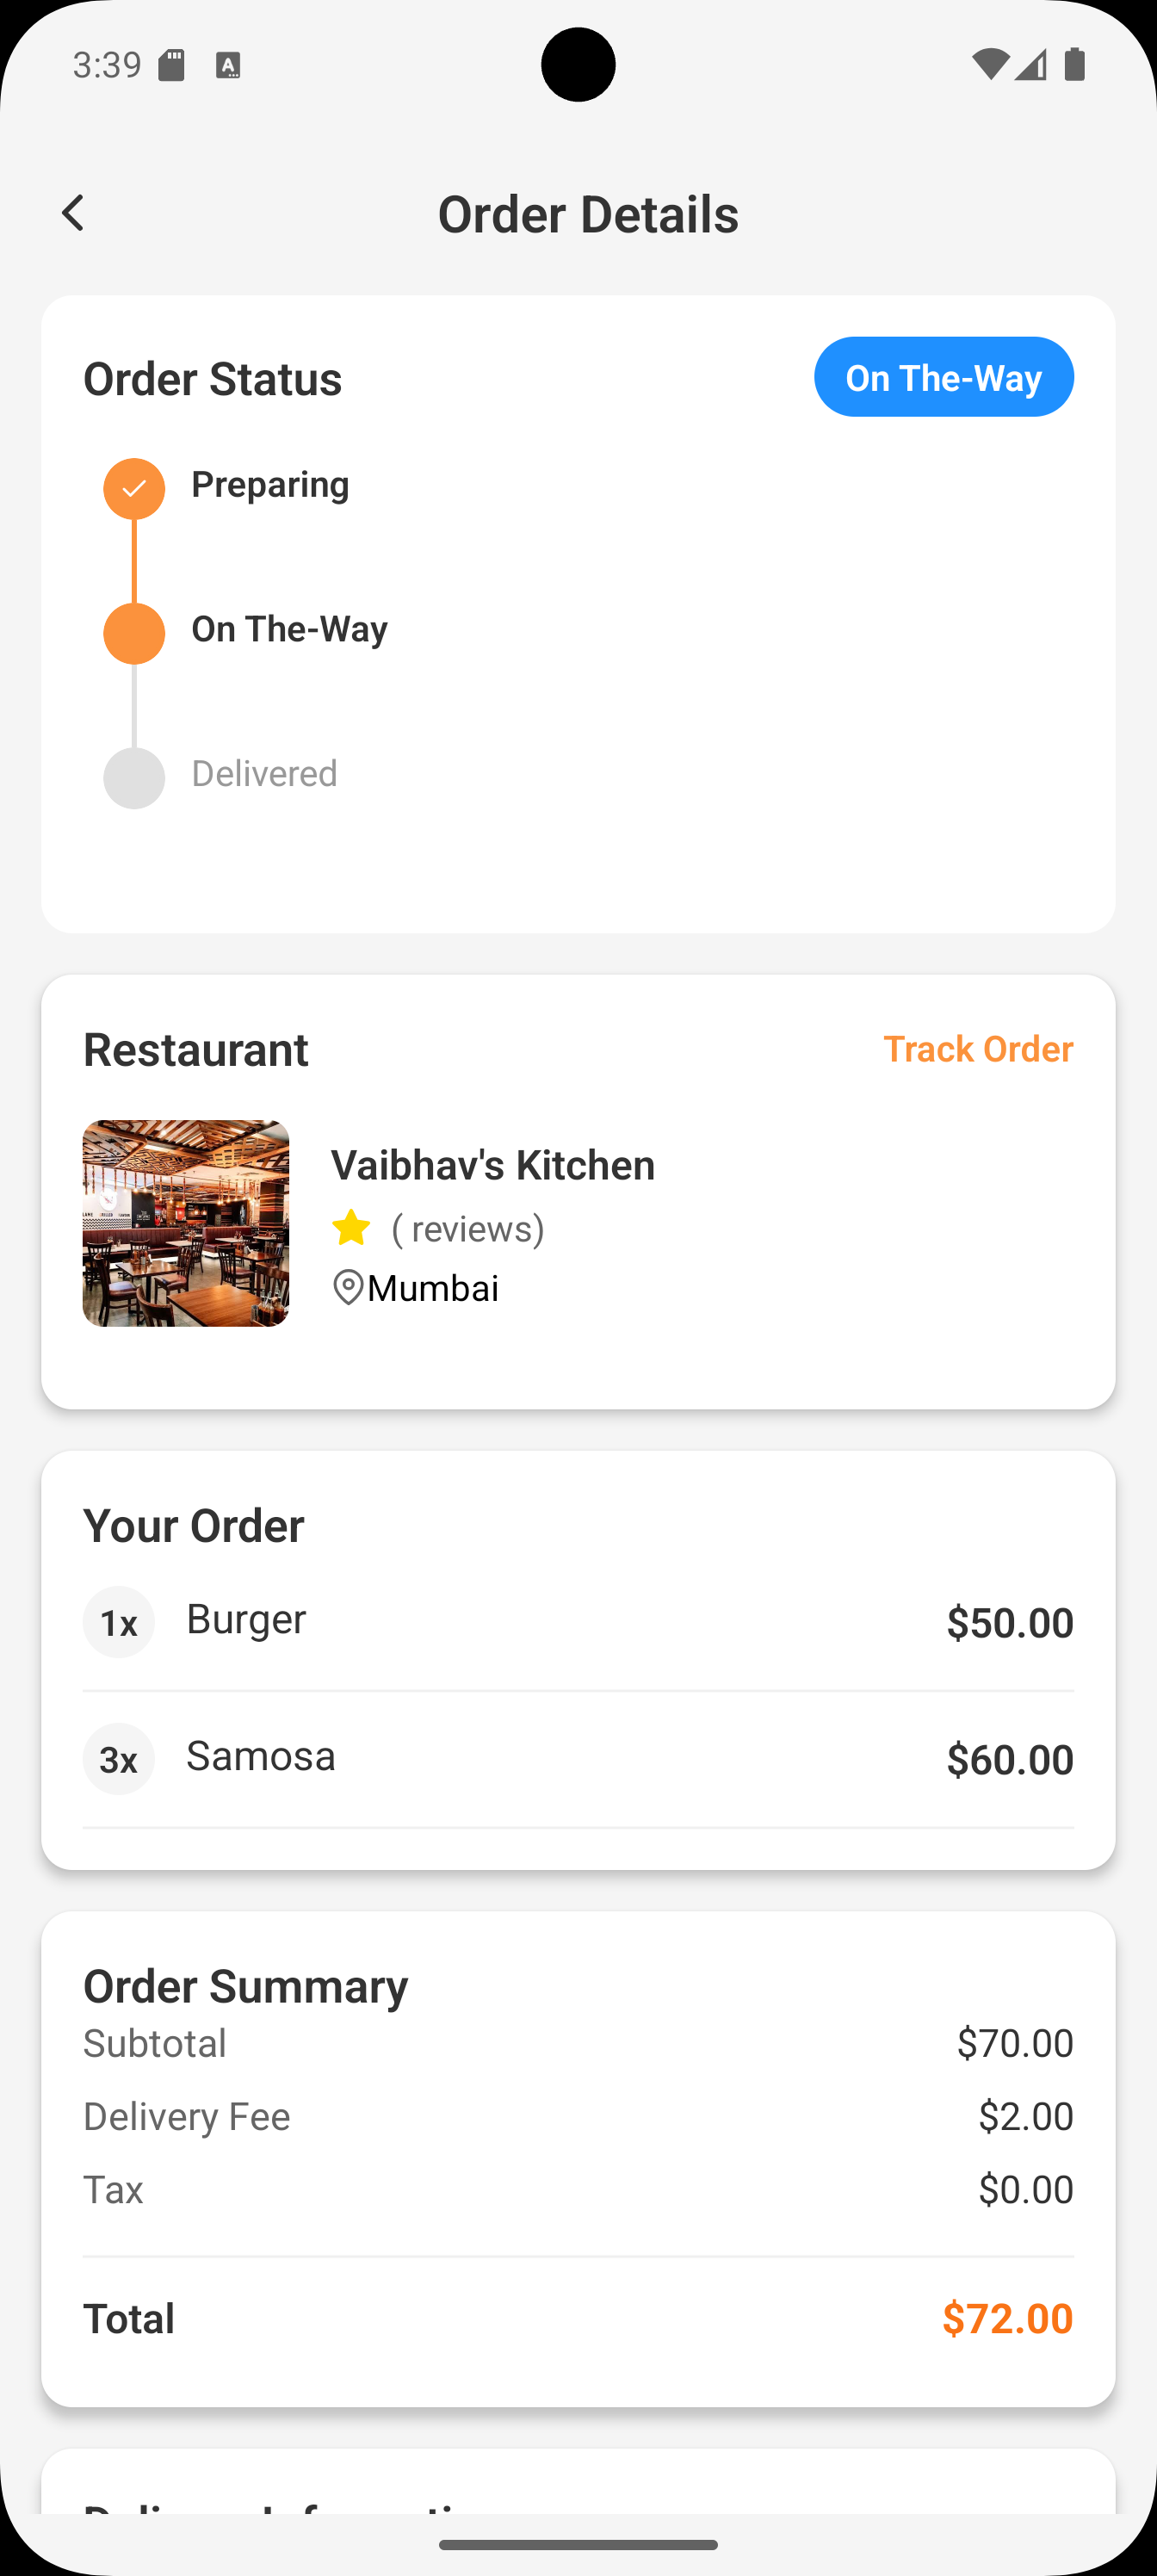 3:39
Order Details
Order Status
On The-Way
Preparing
On The-Way
Delivered
Restaurant
Track Order
Vaibhav's Kitchen
( reviews)
Mumbai
Your Order
1x Burger $50.00
3x Samosa $60.00
Order Summary
Subtotal $70.00
Delivery Fee $2.00
Tax $0.00
Total $72.00